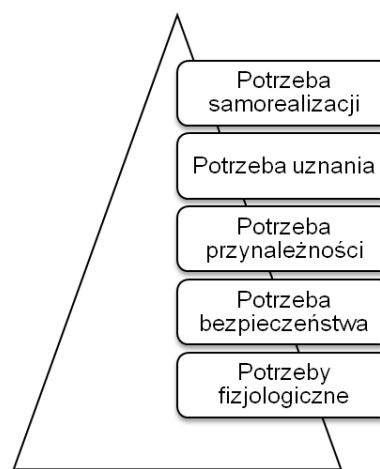 Potrzeba
samorealizacji
Potrzeba uznania
Potrzeba
przynależności
Potrzeba
bezpieczeństwa
Potrzeby
fizjologiczne